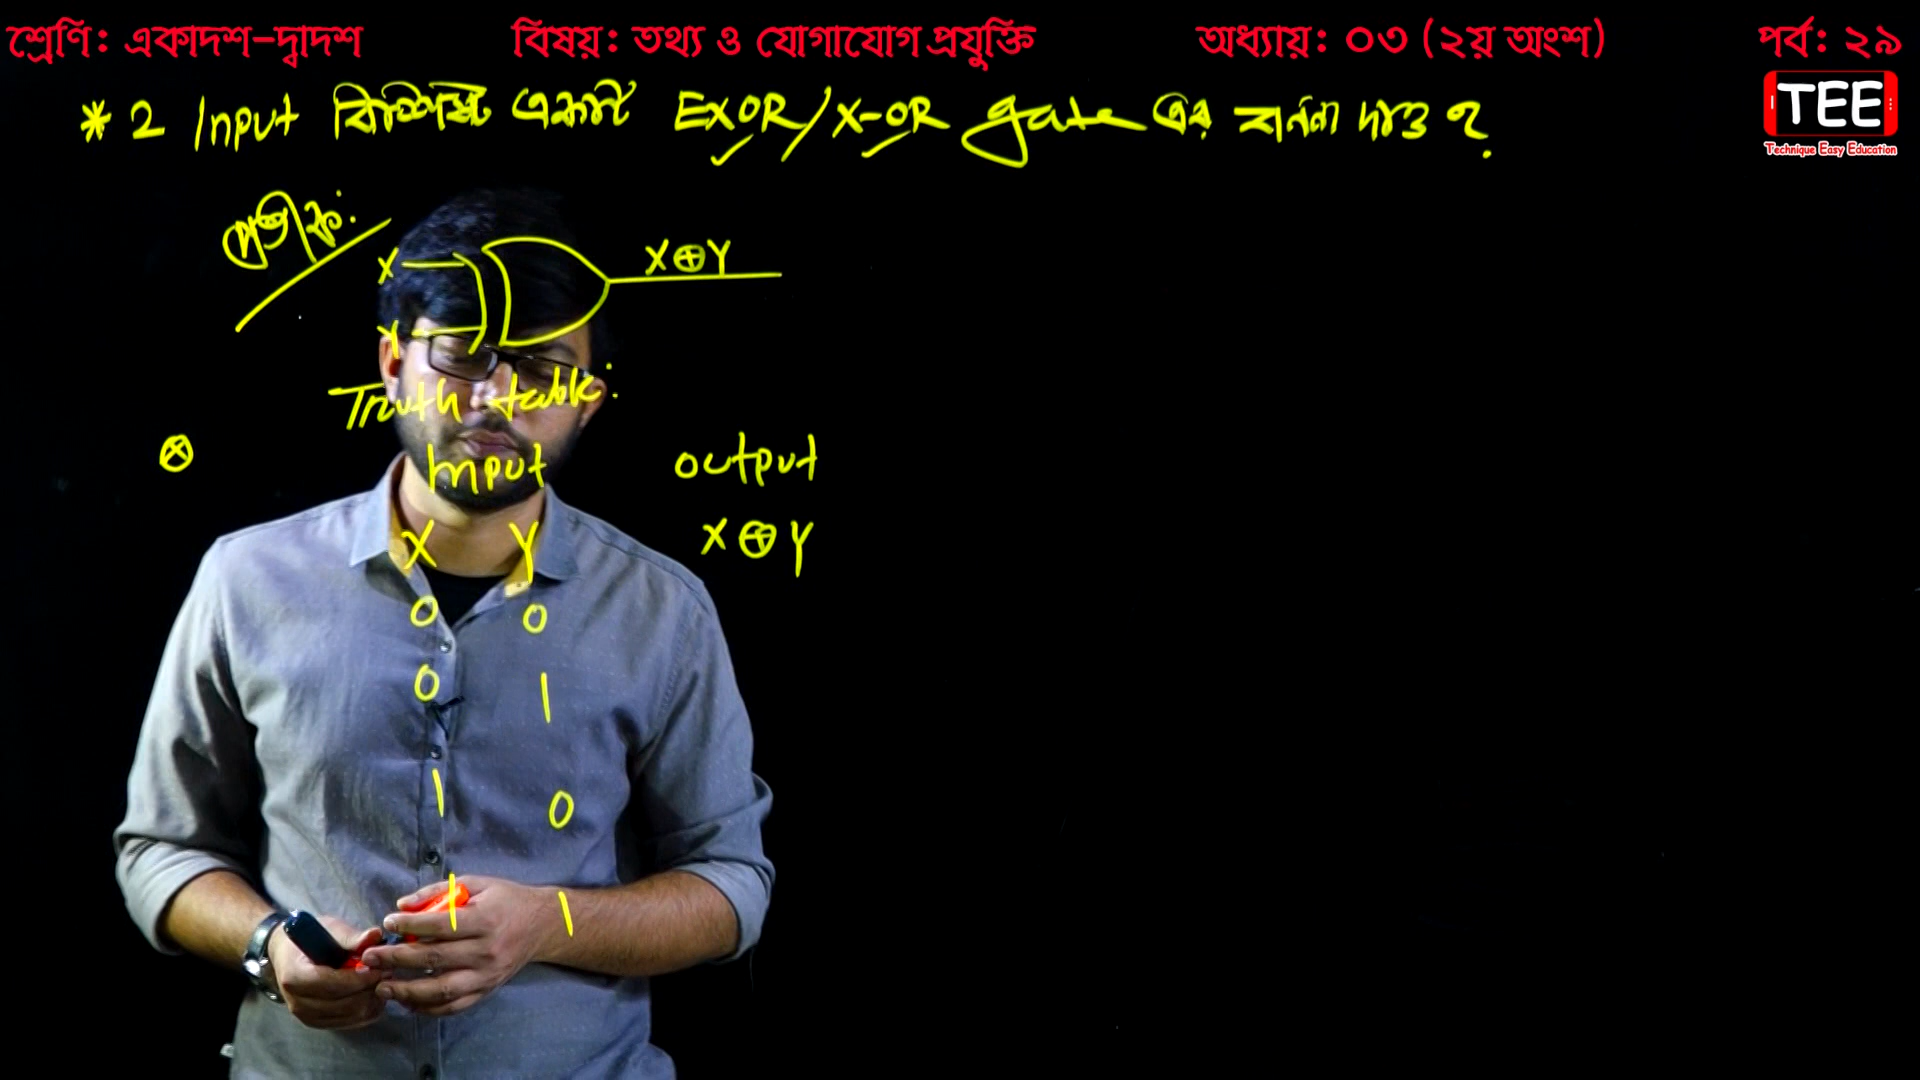 শ্রেণি: একাদশ-দ্বাদশ বিষয়: তথ্য ও যোগাযোগ প্রযুক্তি অধ্যায়: ০৩ (২য় অংশ) পর্ব: ২৯
TEE
Technique Easy Education
* 2 Input বিশিষ্ট একটি EXOR/X-OR gate এর বর্ননা দাও ?
প্রতীক:
X
X⊕Y
Y
Truth table:
⊗
Input output
X Y X⊕Y
0 0
0 1
1 0
1 1